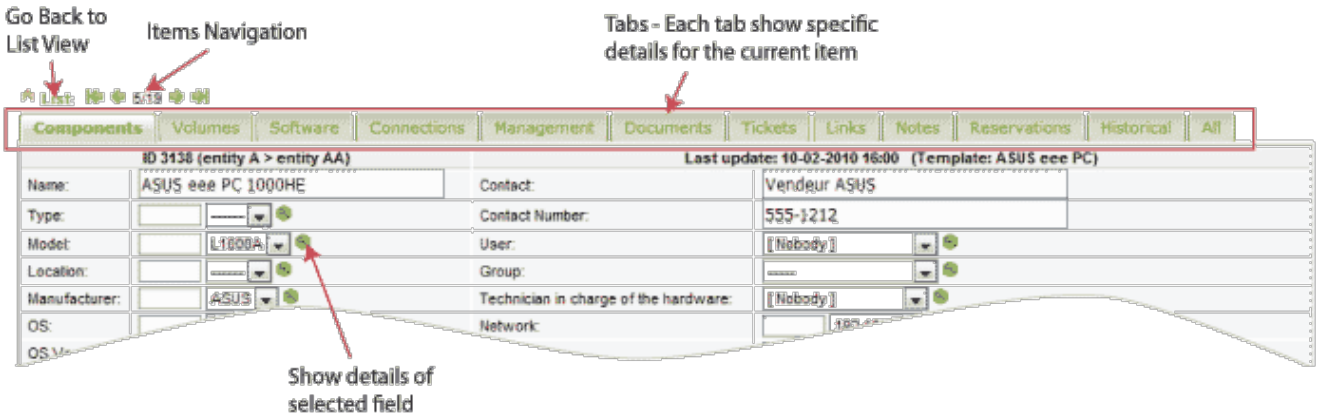 Go Back to
List View
Items Navigation
Tabs - Each tab show specific
details for the current item
List 5/19
Components Volumes Software Connections Management Documents Tickets Links Notes Reservations Historical All
ID 3138 (entity A > entity AA) Last update: 10-02-2010 16:00 (Template: ASUS eee PC)
Name: ASUS eee PC 1000HE Contact: Vendeur ASUS
Type: ----- Contact Number: 555-1212
Model: L1800A User: [ Nobody ]
Location: ----- Group: -----
Manufacturer: ASUS Technician in charge of the hardware: [ Nobody ]
OS: Network:
OS
Show details of
selected field